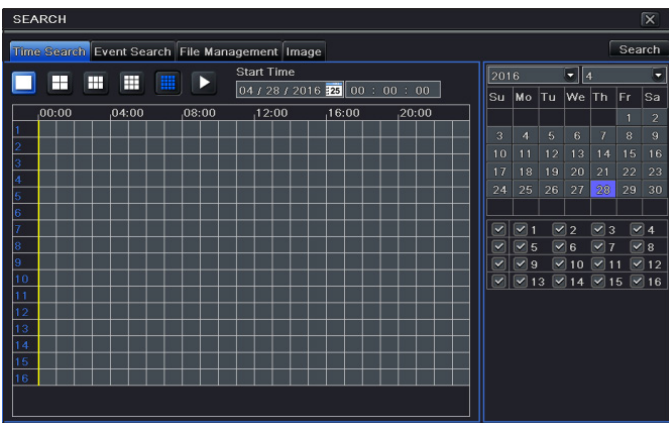 SEARCH
Time Search Event Search File Management Image Search
Start Time
04 / 28 / 2016 25 00 : 00 : 00
00:00 04:00 08:00 12:00 16:00 20:00
1
2
3
4
5
6
7
8
9
10
11
12
13
14
15
16
2016 4
Su Mo Tu We Th Fr Sa
1 2
3 4 5 6 7 8 9
10 11 12 13 14 15 16
17 18 19 20 21 22 23
24 25 26 27 28 29 30
1 2 3 4
5 6 7 8
9 10 11 12
13 14 15 16